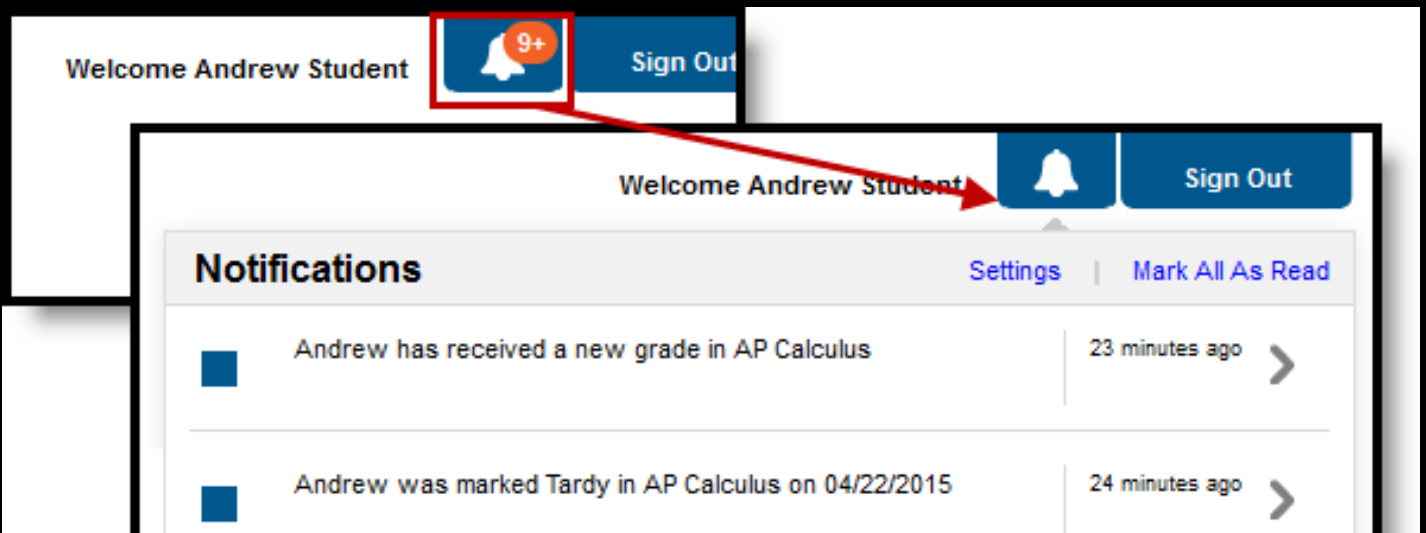 Welcome Andrew Student
9+
Sign Out
Welcome Andrew Student
Sign Out
Notifications
Settings | Mark All As Read
Andrew has received a new grade in AP Calculus
23 minutes ago
Andrew was marked Tardy in AP Calculus on 04/22/2015
24 minutes ago